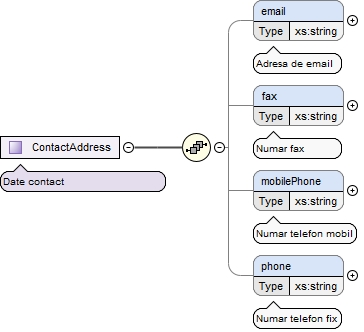 email
Type xs:string
Adresa de email
fax
Type xs:string
Numar fax
ContactAddress
Date contact
mobilePhone
Type xs:string
Numar telefon mobil
phone
Type xs:string
Numar telefon fix